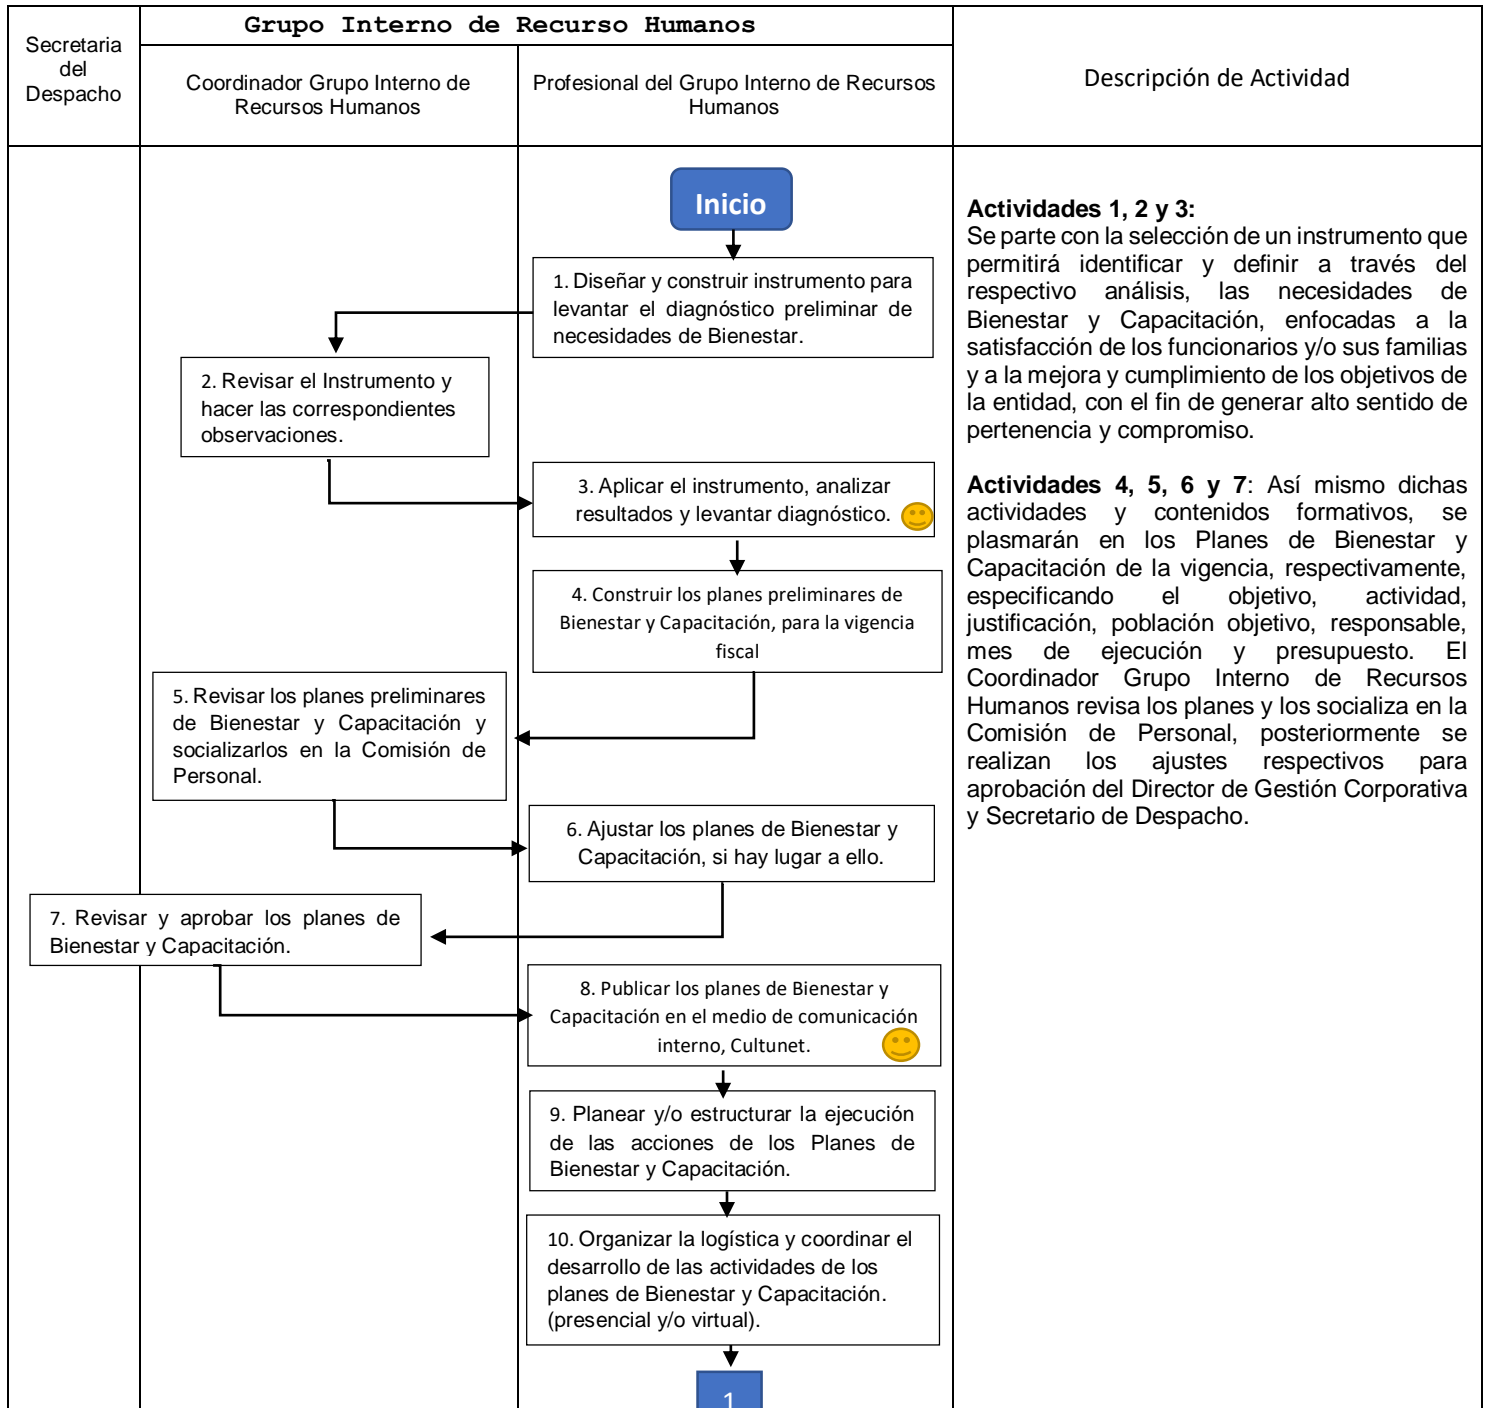 Secretaria
del
Despacho
Grupo Interno de Recurso Humanos
Coordinador Grupo Interno de
Recursos Humanos
Profesional del Grupo Interno de Recursos
Humanos
Descripción de Actividad
Inicio
1. Diseñar y construir instrumento para
levantar el diagnóstico preliminar de
necesidades de Bienestar.
2. Revisar el Instrumento y
hacer las correspondientes
observaciones.
3. Aplicar el instrumento, analizar
resultados y levantar diagnóstico.
4. Construir los planes preliminares de
Bienestar y Capacitación, para la vigencia
fiscal
5. Revisar los planes preliminares
de Bienestar y Capacitación y
socializarlos en la Comisión de
Personal.
6. Ajustar los planes de Bienestar y
Capacitación, si hay lugar a ello.
7. Revisar y aprobar los planes de
Bienestar y Capacitación.
8. Publicar los planes de Bienestar y
Capacitación en el medio de comunicación
interno, Cultunet.
9. Planear y/o estructurar la ejecución
de las acciones de los Planes de
Bienestar y Capacitación.
10. Organizar la logística y coordinar el
desarrollo de las actividades de los
planes de Bienestar y Capacitación.
(presencial y/o virtual).
1
Actividades 1, 2 y 3:
Se parte con la selección de un instrumento que
permitirá identificar y definir a través del
respectivo análisis, las necesidades de
Bienestar y Capacitación, enfocadas a la
satisfacción de los funcionarios y/o sus familias
y a la mejora y cumplimiento de los objetivos de
la entidad, con el fin de generar alto sentido de
pertenencia y compromiso.
Actividades 4, 5, 6 y 7: Así mismo dichas
actividades y contenidos formativos, se
plasmarán en los Planes de Bienestar y
Capacitación de la vigencia, respectivamente,
especificando el objetivo, actividad,
justificación, población objetivo, responsable,
mes de ejecución y presupuesto. El
Coordinador Grupo Interno de Recursos
Humanos revisa los planes y los socializa en la
Comisión de Personal, posteriormente se
realizan los ajustes respectivos para
aprobación del Director de Gestión Corporativa
y Secretario de Despacho.